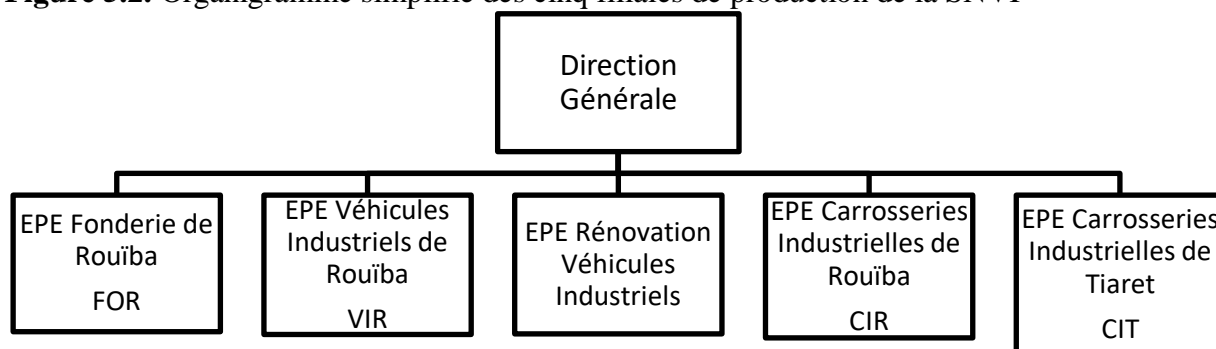 Figure 3.2. Organigramme simplifié des cinq filiales de production de la SNVI
Direction
Générale
EPE Fonderie de
Rouïba
FOR
EPE Véhicules
Industriels de
Rouïba
VIR
EPE Rénovation
Véhicules
Industriels
EPE Carrosseries
Industrielles de
Rouïba
CIR
EPE Carrosseries
Industrielles de
Tiaret
CIT